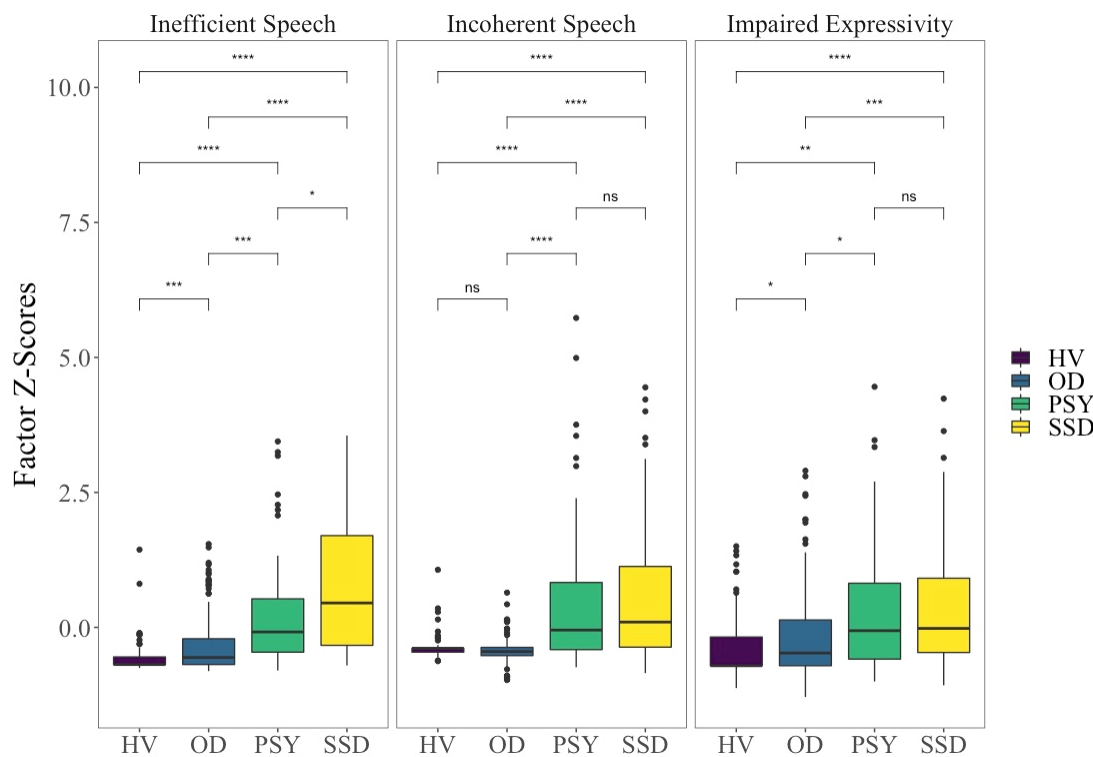 Inefficient Speech Incoherent Speech Impaired Expressivity
**** **** ****
10.0
**** **** ***
**** **** **
* ns ns
7.5
*** **** *
*** ns *
5.0
2.5
0.0
Factor Z-Scores
HV
OD
PSY
SSD
HV OD PSY SSD HV OD PSY SSD HV OD PSY SSD